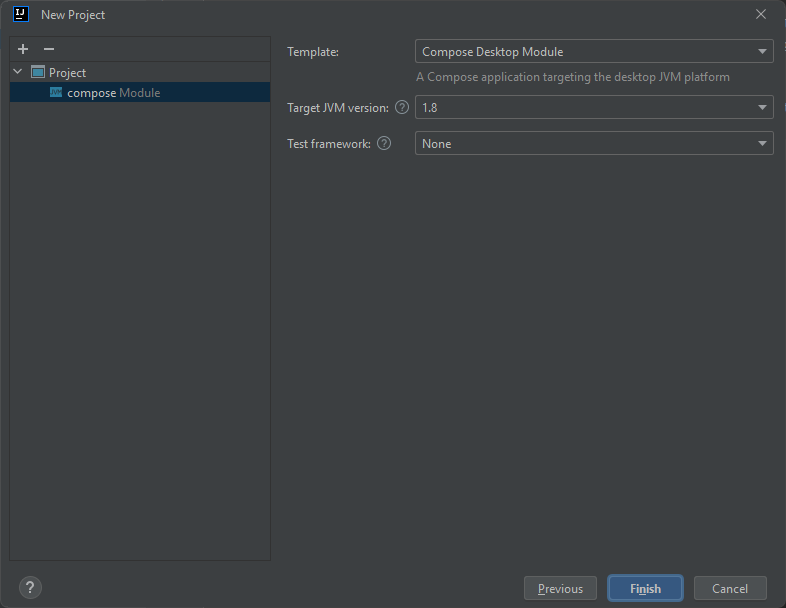 IJ New Project
Project
compose Module
Template: Compose Desktop Module
A Compose application targeting the desktop JVM platform
Target JVM version: ? 1.8
Test framework: ? None
? Previous Finish Cancel